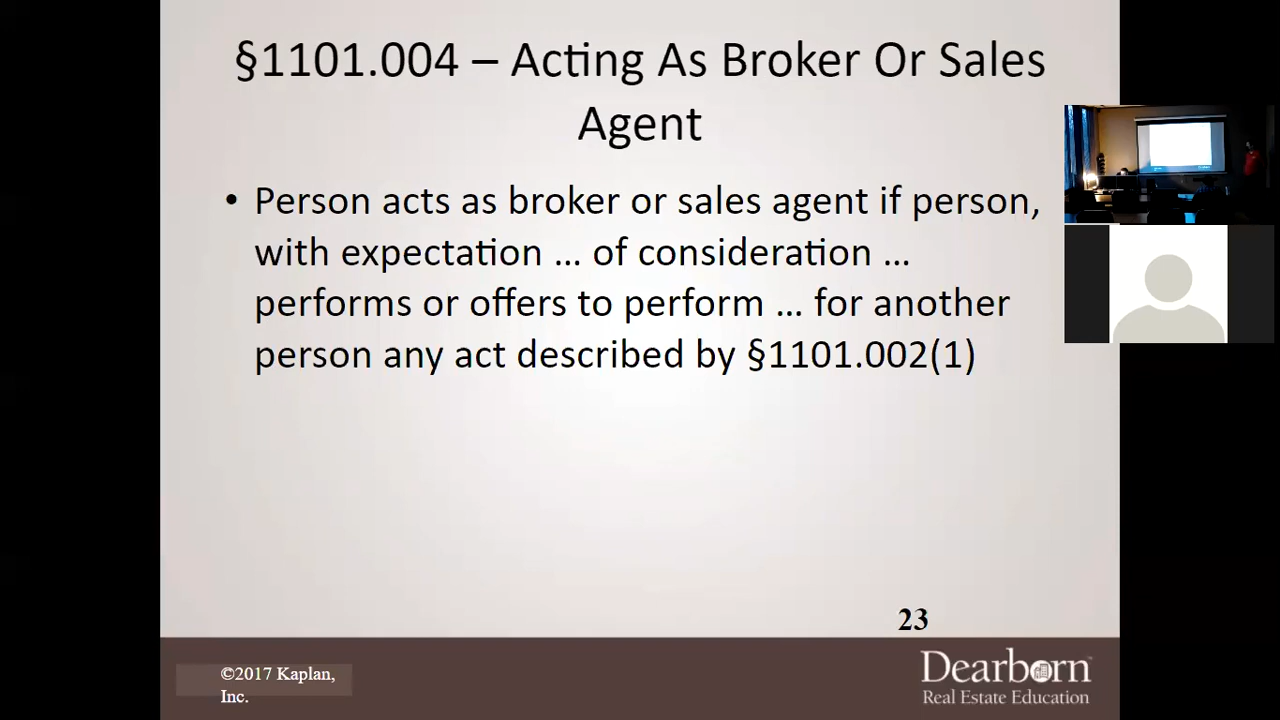 §1101.004 – Acting As Broker Or Sales
Agent
• Person acts as broker or sales agent if person,
with expectation ... of consideration ...
performs or offers to perform ... for another
person any act described by §1101.002(1)
23
©2017 Kaplan,
Inc.
Dearborn
Real Estate Education